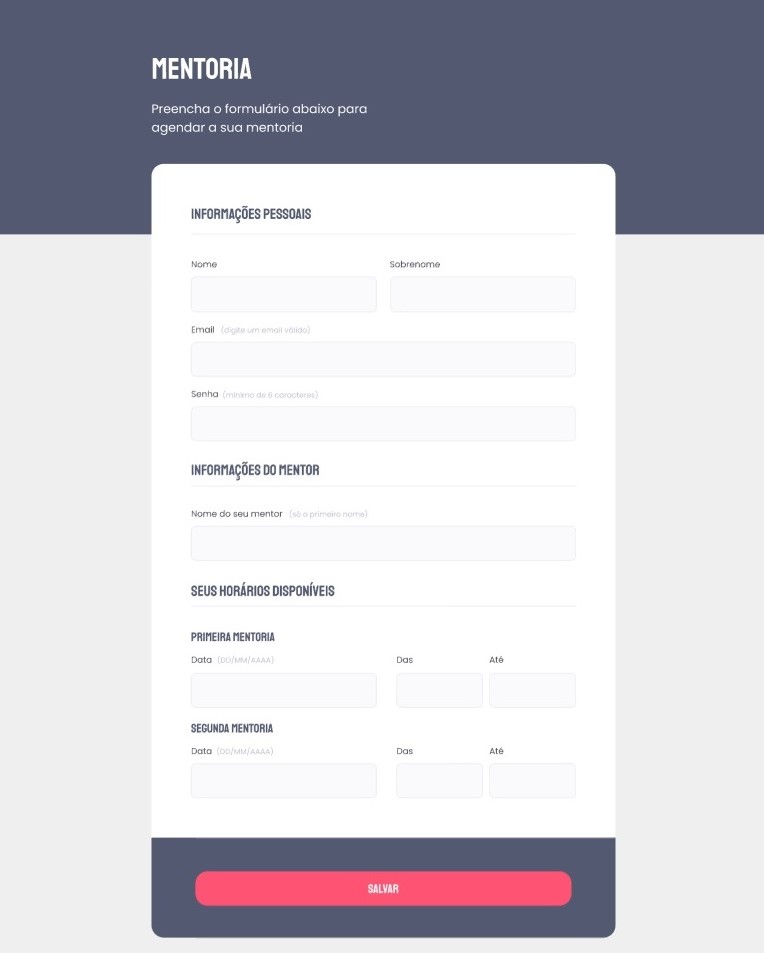 MENTORIA
Preencha o formulário abaixo para
agendar a sua mentoria
INFORMAÇÕES PESSOAIS
Nome Sobrenome
Email (digite um email válido)
Senha (mínimo de 6 caracteres)
INFORMAÇÕES DO MENTOR
Nome do seu mentor (só o primeiro nome)
SEUS HORÁRIOS DISPONÍVEIS
PRIMEIRA MENTORIA
Data (DD/MM/AAAA) Das Até
SEGUNDA MENTORIA
Data (DD/MM/AAAA) Das Até
SALVAR